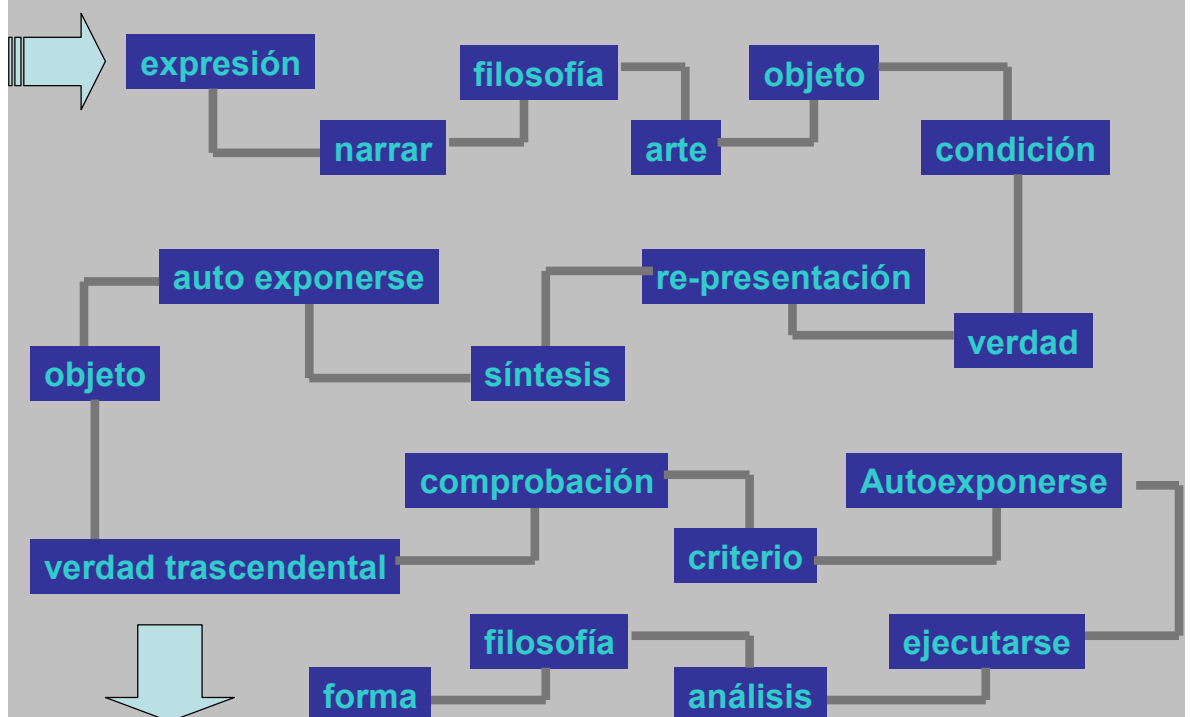 expresión
filosofía
objeto
narrar
arte
condición
auto exponerse
re-presentación
verdad
objeto
síntesis
comprobación
Autoexponerse
verdad trascendental
criterio
filosofía
ejecutarse
forma
análisis